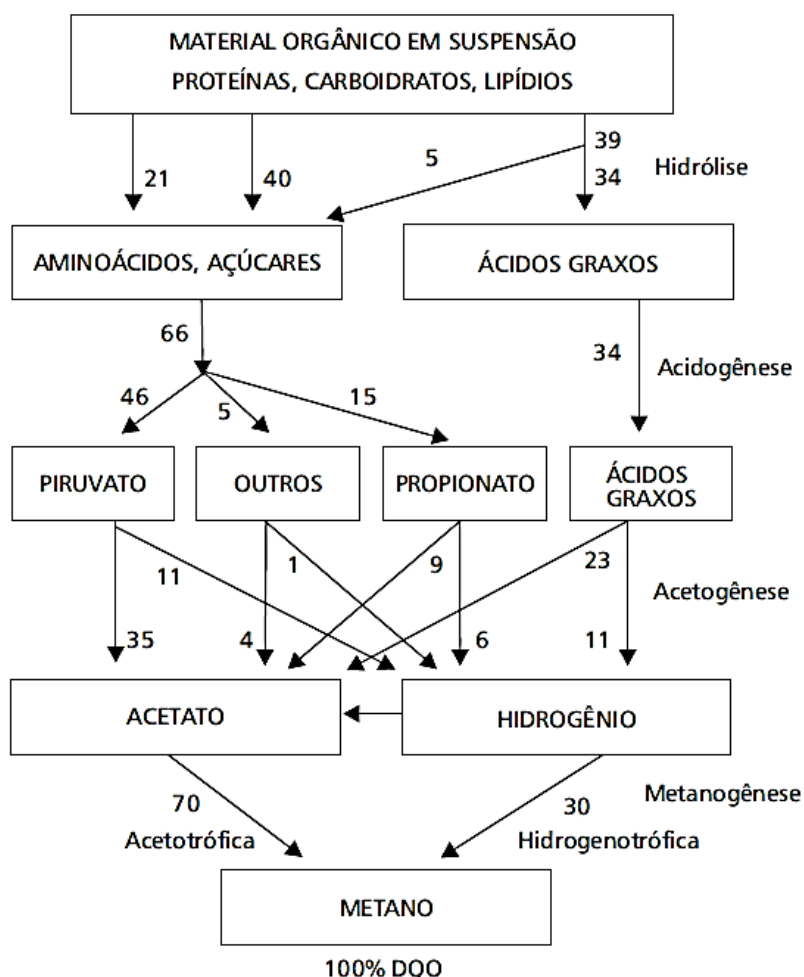 MATERIAL ORGÂNICO EM SUSPENSÃO
PROTEÍNAS, CARBOIDRATOS, LIPÍDIOS
39
5
Hidrólise
21
40
34
AMINOÁCIDOS, AÇÚCARES
ÁCIDOS GRAXOS
66
34
Acidogênese
46
5
15
PIRUVATO
OUTROS
PROPIONATO
ÁCIDOS
GRAXOS
11
1
9
23
Acetogênese
35
4
6
11
ACETATO
HIDROGÊNIO
70
30
Metanogênese
Acetotrófica
Hidrogenotrófica
METANO
100% DQO